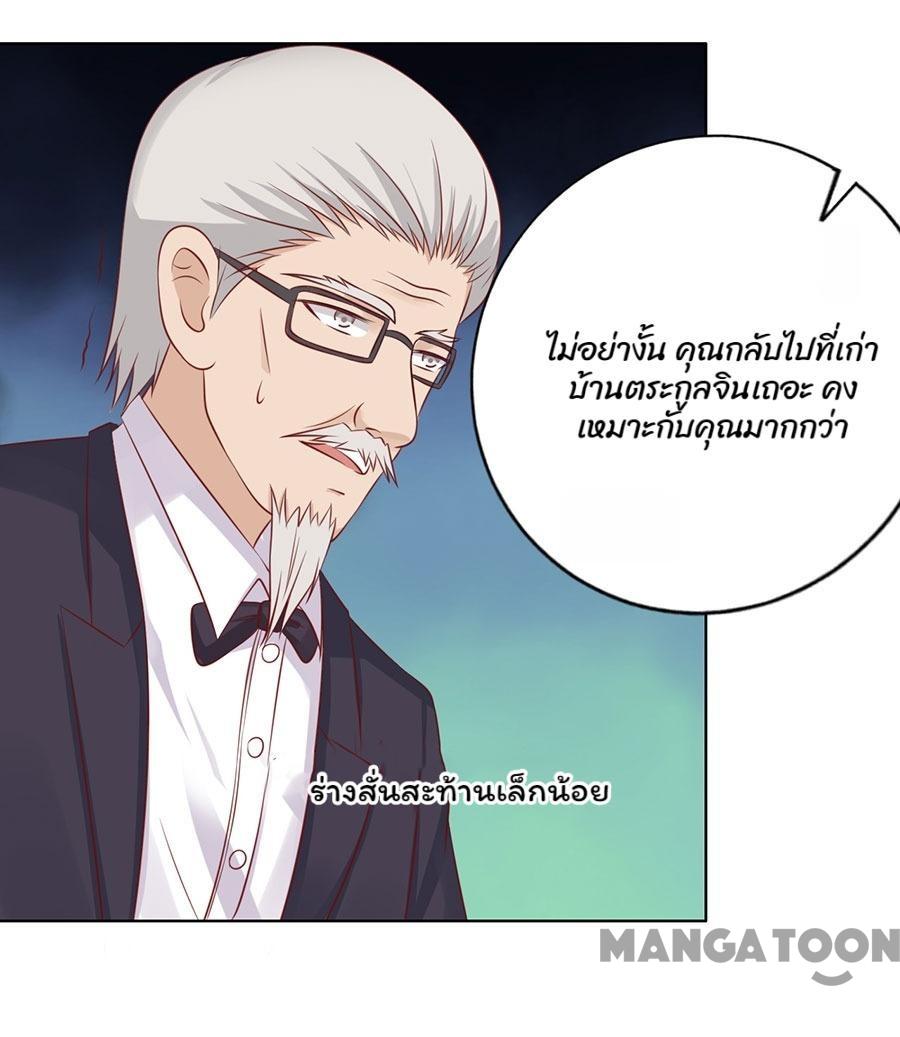 ไม่อย่างงั้น คุณกลับไปที่เก่า
บ้านตระกูลจินเถอะ คง
เหมาะกับคุณมากกว่า
ร่างสั่นสะท้านเล็กน้อย
MANGATOON